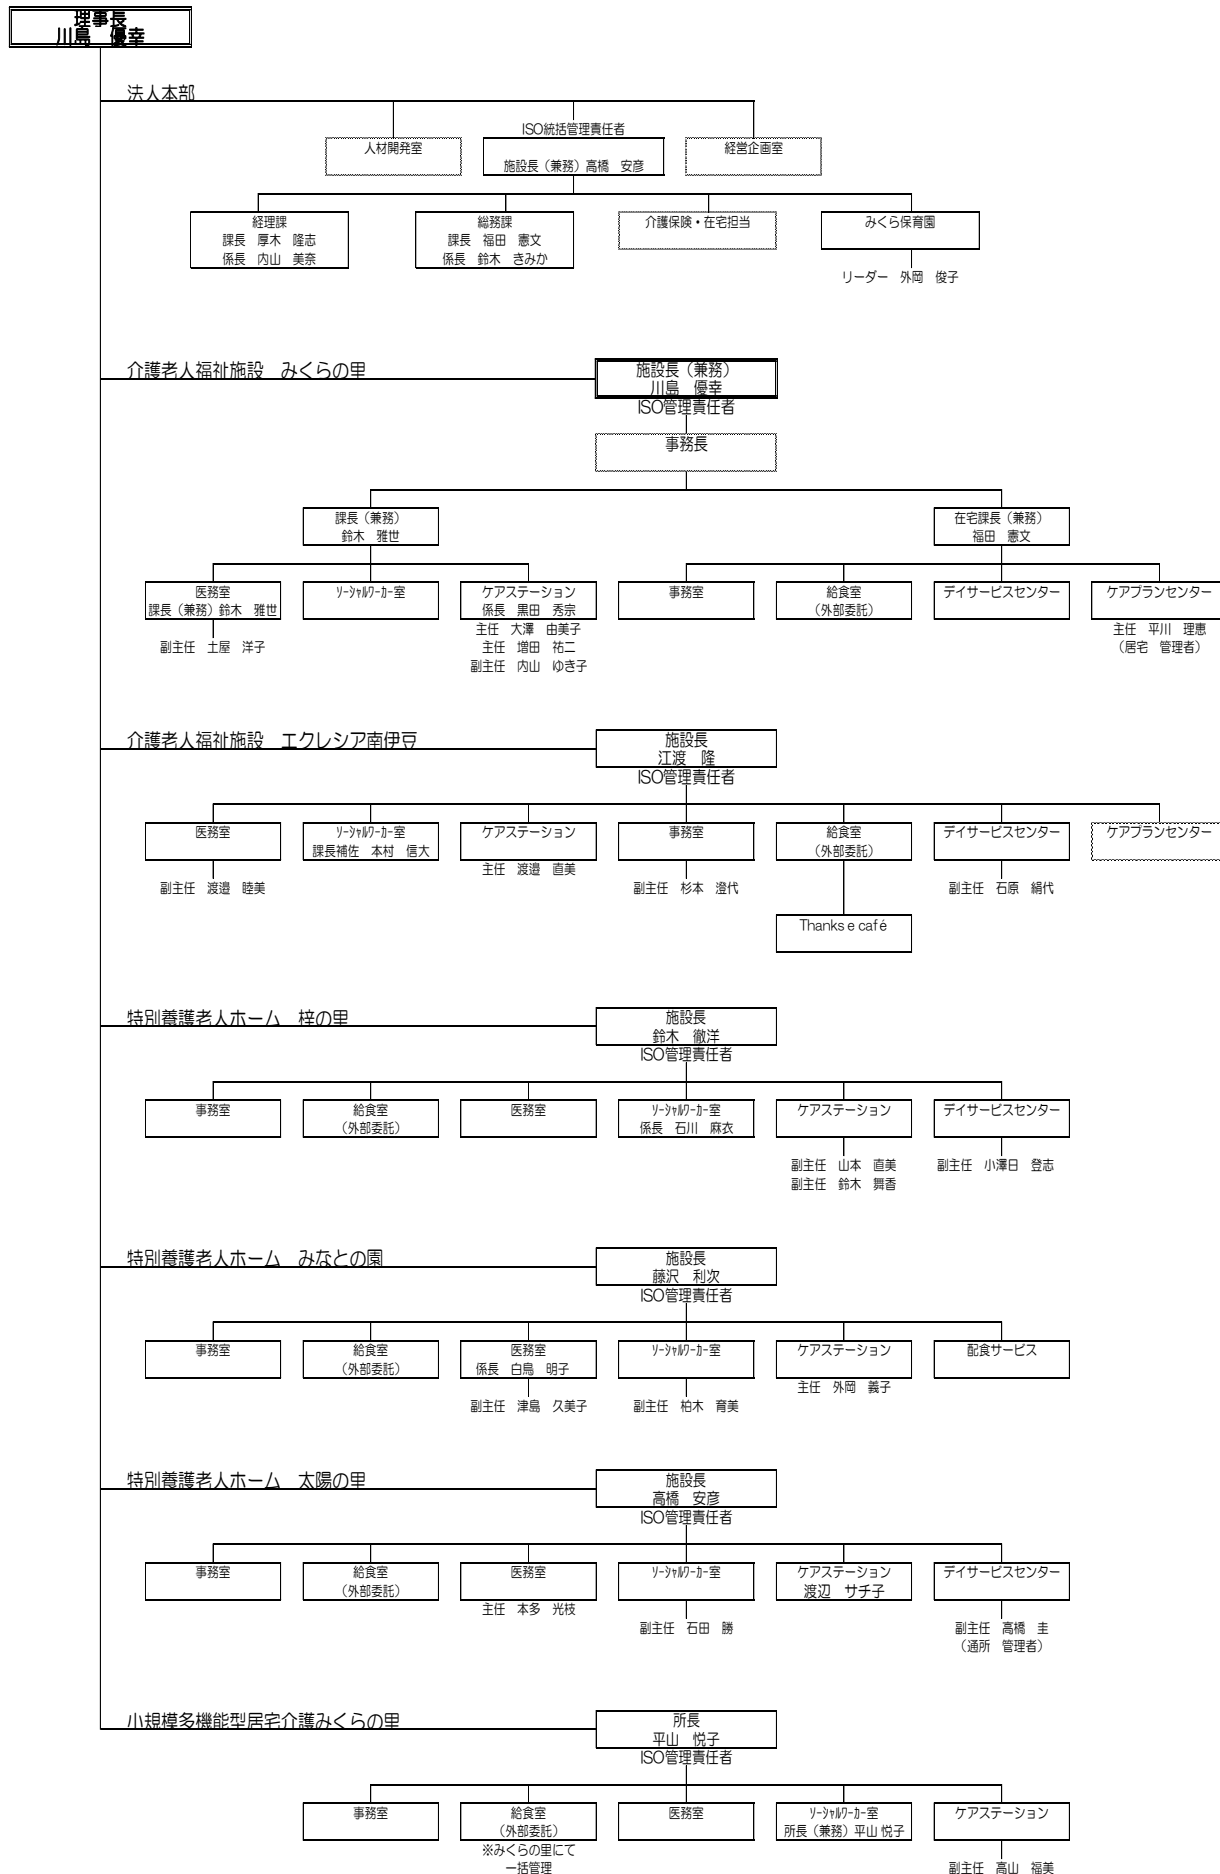 理事長
川島　優幸
法人本部
ISO統括管理責任者
人材開発室
施設長（兼務）高橋　安彦
経営企画室
経理課
課長　厚木　隆志
係長　内山　美奈
総務課
課長　福田　憲文
係長　鈴木　きみか
介護保険・在宅担当
みくら保育園
リーダー　外岡　俊子
介護老人福祉施設　みくらの里
施設長（兼務）
川島　優幸
ISO管理責任者
事務長
課長（兼務）
鈴木　雅世
在宅課長（兼務）
福田　憲文
医務室
課長（兼務）鈴木　雅世
副主任　土屋　洋子
ｿｰｼｬﾙﾜｰｶｰ室
ケアステーション
係長　黒田　秀宗
主任　大澤　由美子
主任　増田　祐二
副主任　内山　ゆき子
事務室
給食室
（外部委託）
デイサービスセンター
ケアプランセンター
主任　平川　理恵
（居宅　管理者）
介護老人福祉施設　エクレシア南伊豆
施設長
江渡　隆
ISO管理責任者
医務室
副主任　渡邉　睦美
ｿｰｼｬﾙﾜｰｶｰ室
課長補佐　本村　信大
ケアステーション
主任　渡邉　直美
事務室
副主任　杉本　澄代
給食室
（外部委託）
Thanks e café
デイサービスセンター
副主任　石原　絹代
ケアプランセンター
特別養護老人ホーム　梓の里
施設長
鈴木　徹洋
ISO管理責任者
事務室
給食室
（外部委託）
医務室
ｿｰｼｬﾙﾜｰｶｰ室
係長　石川　麻衣
ケアステーション
副主任　山本　直美
副主任　鈴木　舞香
デイサービスセンター
副主任　小澤日　登志
特別養護老人ホーム　みなとの園
施設長
藤沢　利次
ISO管理責任者
事務室
給食室
（外部委託）
医務室
係長　白鳥　明子
副主任　津島　久美子
ｿｰｼｬﾙﾜｰｶｰ室
副主任　柏木　育美
ケアステーション
主任　外岡　義子
配食サービス
特別養護老人ホーム　太陽の里
施設長
高橋　安彦
ISO管理責任者
事務室
給食室
（外部委託）
医務室
主任　本多　光枝
ｿｰｼｬﾙﾜｰｶｰ室
副主任　石田　勝
ケアステーション
渡辺　サチ子
デイサービスセンター
副主任　高橋　圭
（通所　管理者）
小規模多機能型居宅介護みくらの里
所長
平山　悦子
ISO管理責任者
事務室
給食室
（外部委託）
※みくらの里にて
一括管理
医務室
ｿｰｼｬﾙﾜｰｶｰ室
所長（兼務）平山 悦子
ケアステーション
副主任　高山　福美